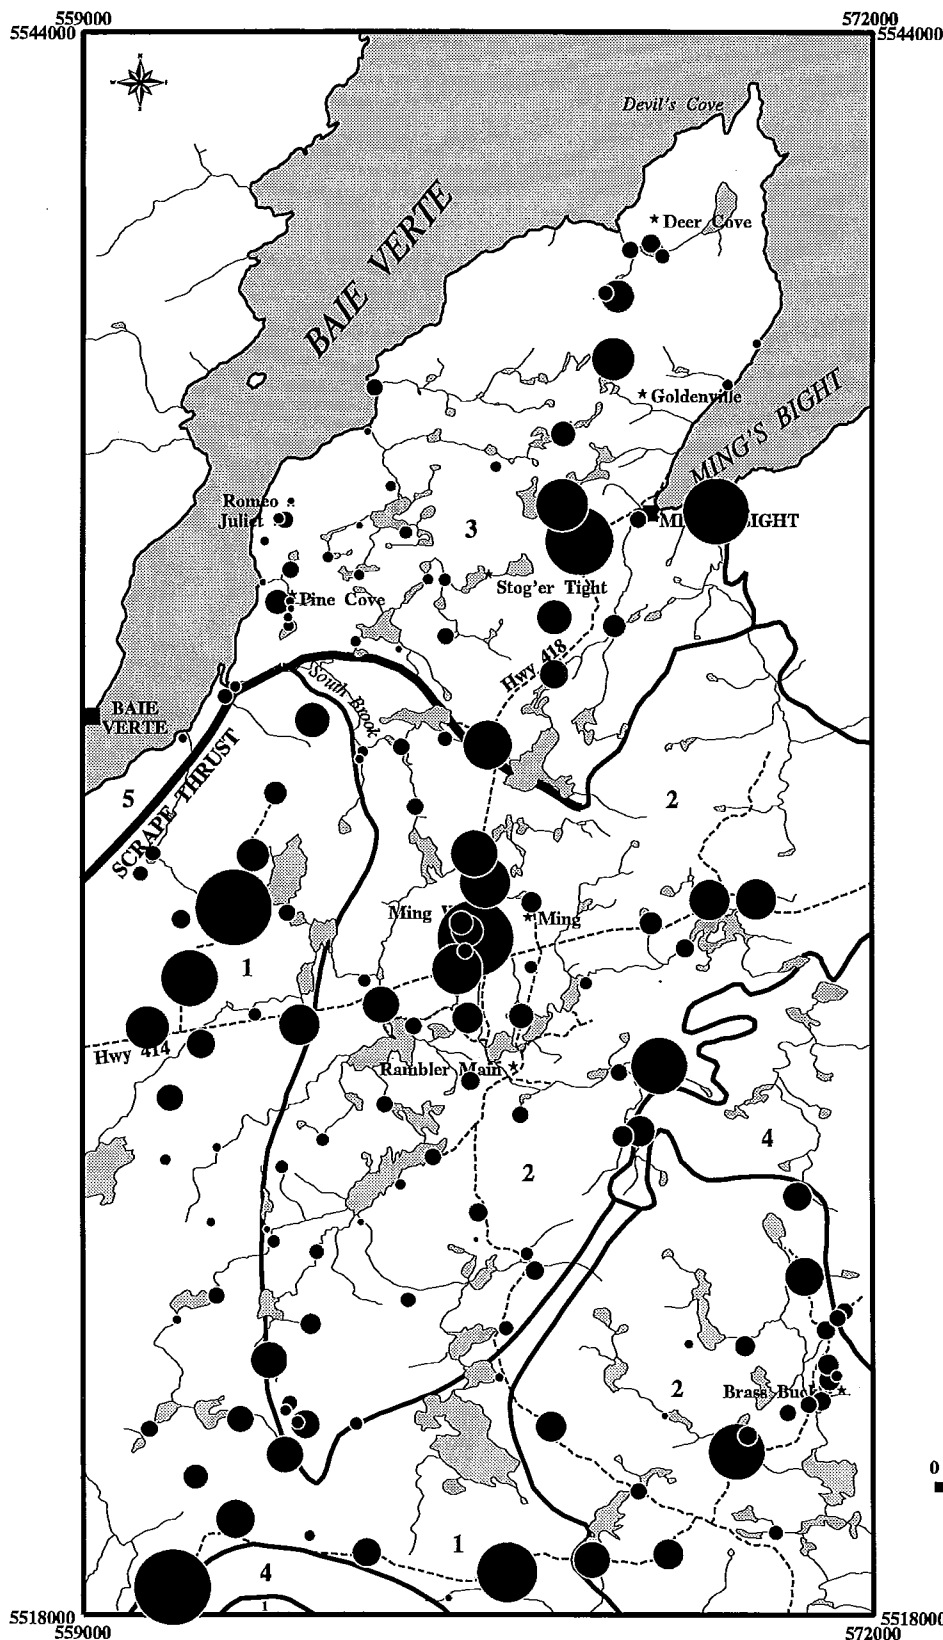 559000
572000
5544000
5544000
Devil's Cove
Deer Cove
BAIE VERTE
Goldenville
MING'S BIGHT
Romeo
Juliet
3
Stog'er Tight
Pine Cove
Hwy 418
South Brook
BAIE
VERTE
SCRAPE THRUST
5
2
Ming
Ming
1
Hwy 414
Rambler Main
4
2
2
1
4
1
0
5518000
5518000
559000
572000